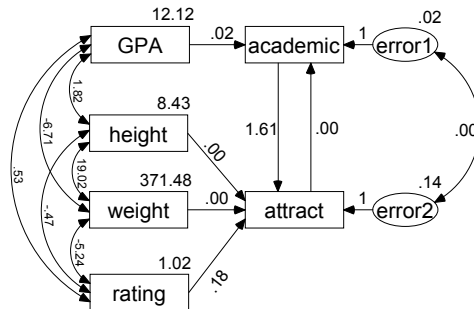 12.12
.02
GPA
.02
academic
1
error1
1.82
8.43
-6.71
height
.00
1.61
.00
.00
.53
19.02
371.48
.14
-.47
weight
.00
attract
1
error2
-5.24
1.02
rating
.18